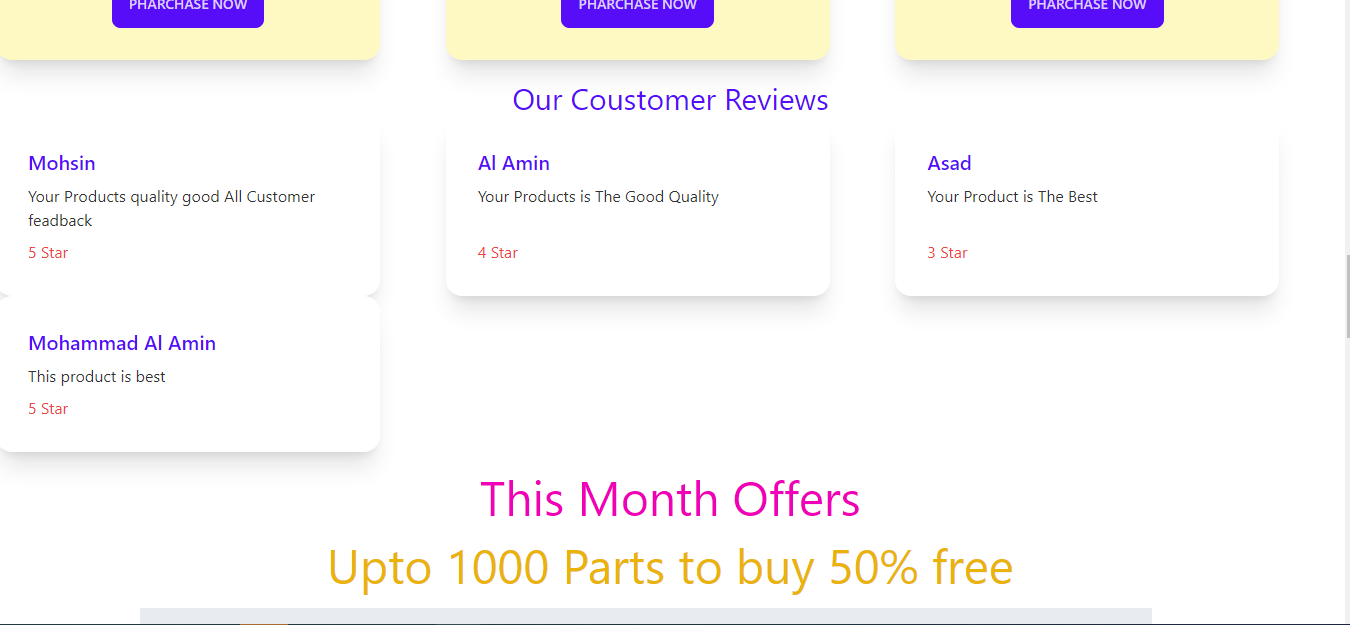 PHARCHASE NOW
PHARCHASE NOW
PHARCHASE NOW
Our Coustomer Reviews
Mohsin
Your Products quality good All Customer
feadback
5 Star
Al Amin
Your Products is The Good Quality
4 Star
Asad
Your Product is The Best
3 Star
Mohammad Al Amin
This product is best
5 Star
This Month Offers
Upto 1000 Parts to buy 50% free